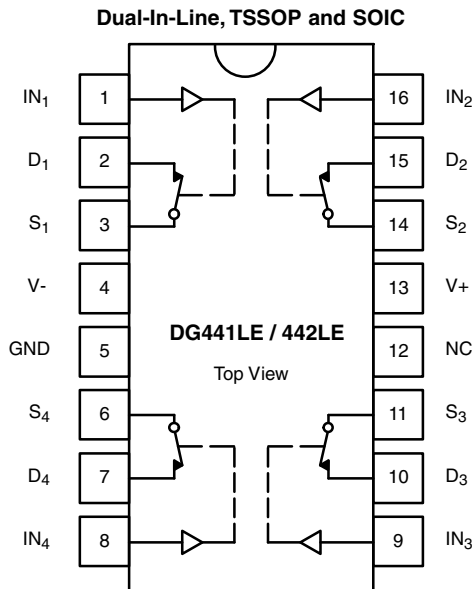 Dual-In-Line, TSSOP and SOIC
IN1 1 16 IN2
D1 2 15 D2
S1 3 14 S2
V- 4 13 V+
DG441LE / 442LE
GND 5 12 NC
Top View
S4 6 11 S3
D4 7 10 D3
IN4 8 9 IN3